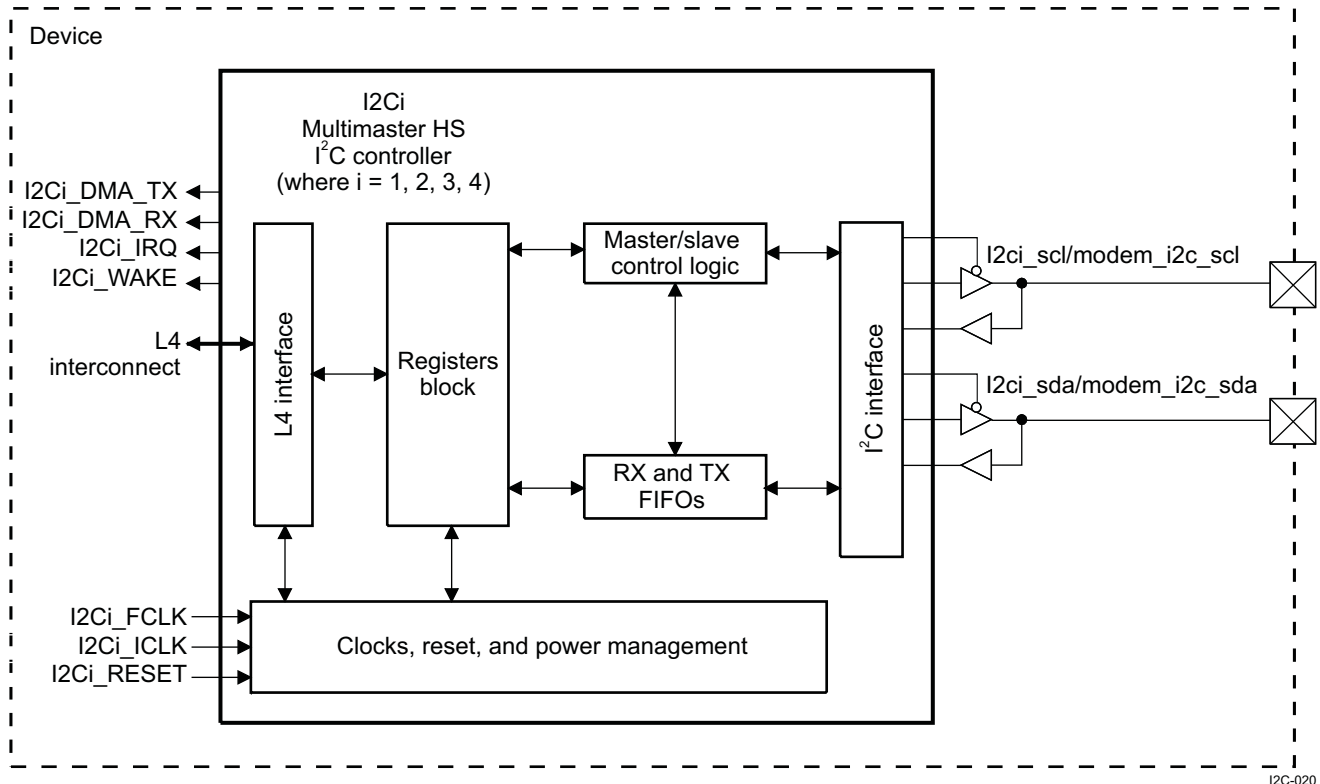 Device
I2Ci
Multimaster HS
I²C controller
(where i = 1, 2, 3, 4)
I2Ci_DMA_TX
I2Ci_DMA_RX
I2Ci_IRQ
I2Ci_WAKE
L4
interconnect
L4 interface
Registers
block
Master/slave
control logic
RX and TX
FIFOs
I²C interface
I2ci_scl/modem_i2c_scl
I2ci_sda/modem_i2c_sda
I2Ci_FCLK
I2Ci_ICLK
I2Ci_RESET
Clocks, reset, and power management
I2C-020